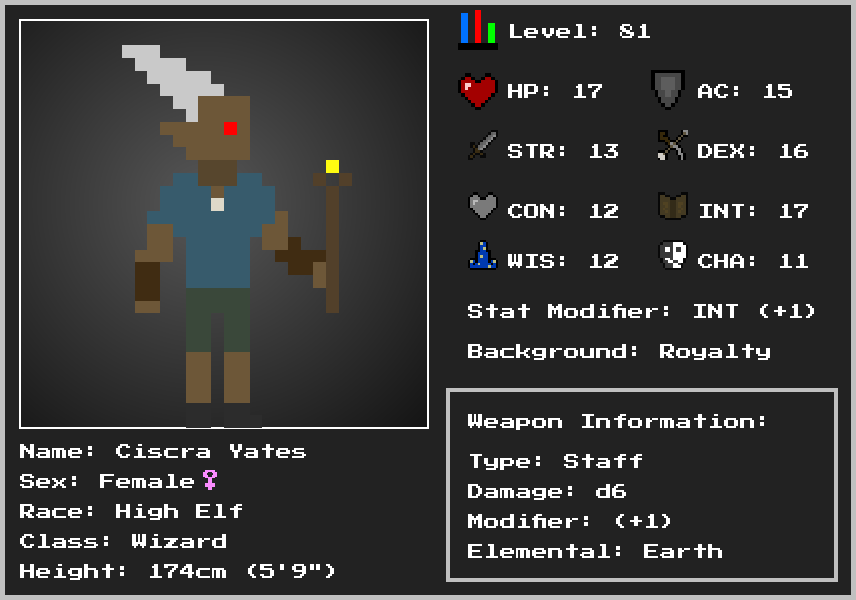 Level: 81
HP: 17
AC: 15
STR: 13
DEX: 16
CON: 12
INT: 17
WIS: 12
CHA: 11
Stat Modifier: INT (+1)
Background: Royalty
Name: Ciscra Yates
Sex: Female♀
Race: High Elf
Class: Wizard
Height: 174cm (5'9")
Weapon Information:
Type: Staff
Damage: d6
Modifier: (+1)
Elemental: Earth